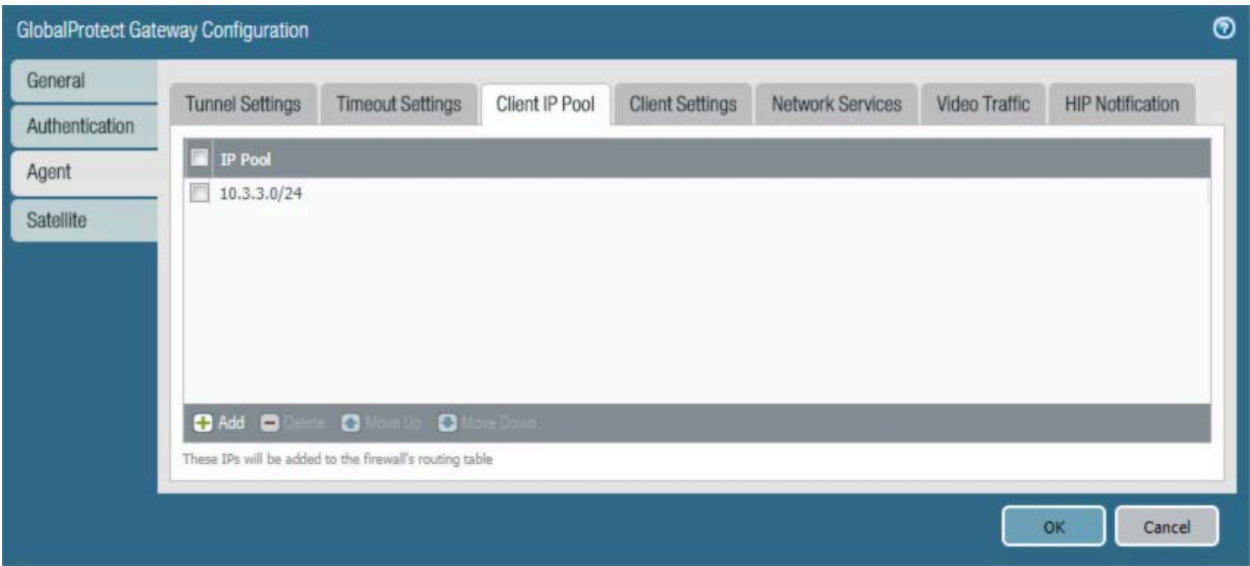 GlobalProtect Gateway Configuration
General
Authentication
Agent
Satellite
Tunnel Settings Timeout Settings Client IP Pool Client Settings Network Services Video Traffic HIP Notification
IP Pool
10.3.3.0/24
Add Delete Move Up Move Down
These IPs will be added to the firewall's routing table
OK Cancel